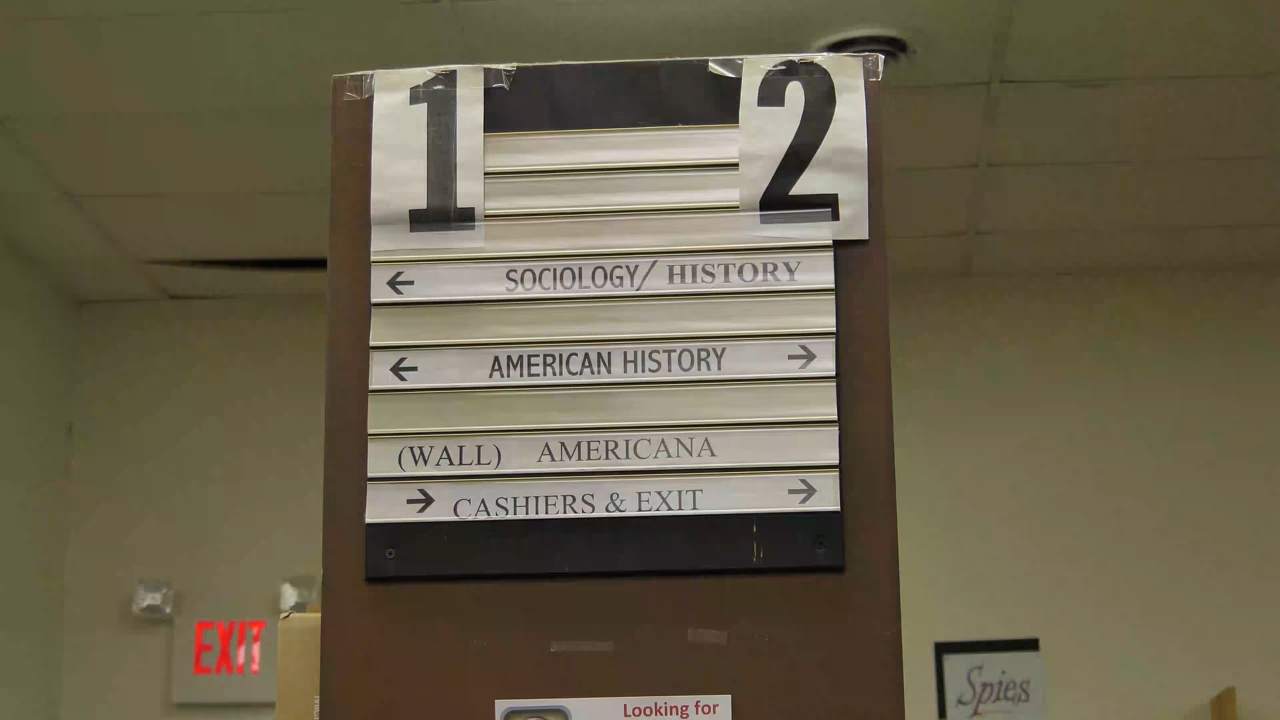 1 2
← SOCIOLOGY/ HISTORY
← AMERICAN HISTORY →
(WALL) AMERICANA
→ CASHIERS & EXIT →
EXIT
Spies
Looking for